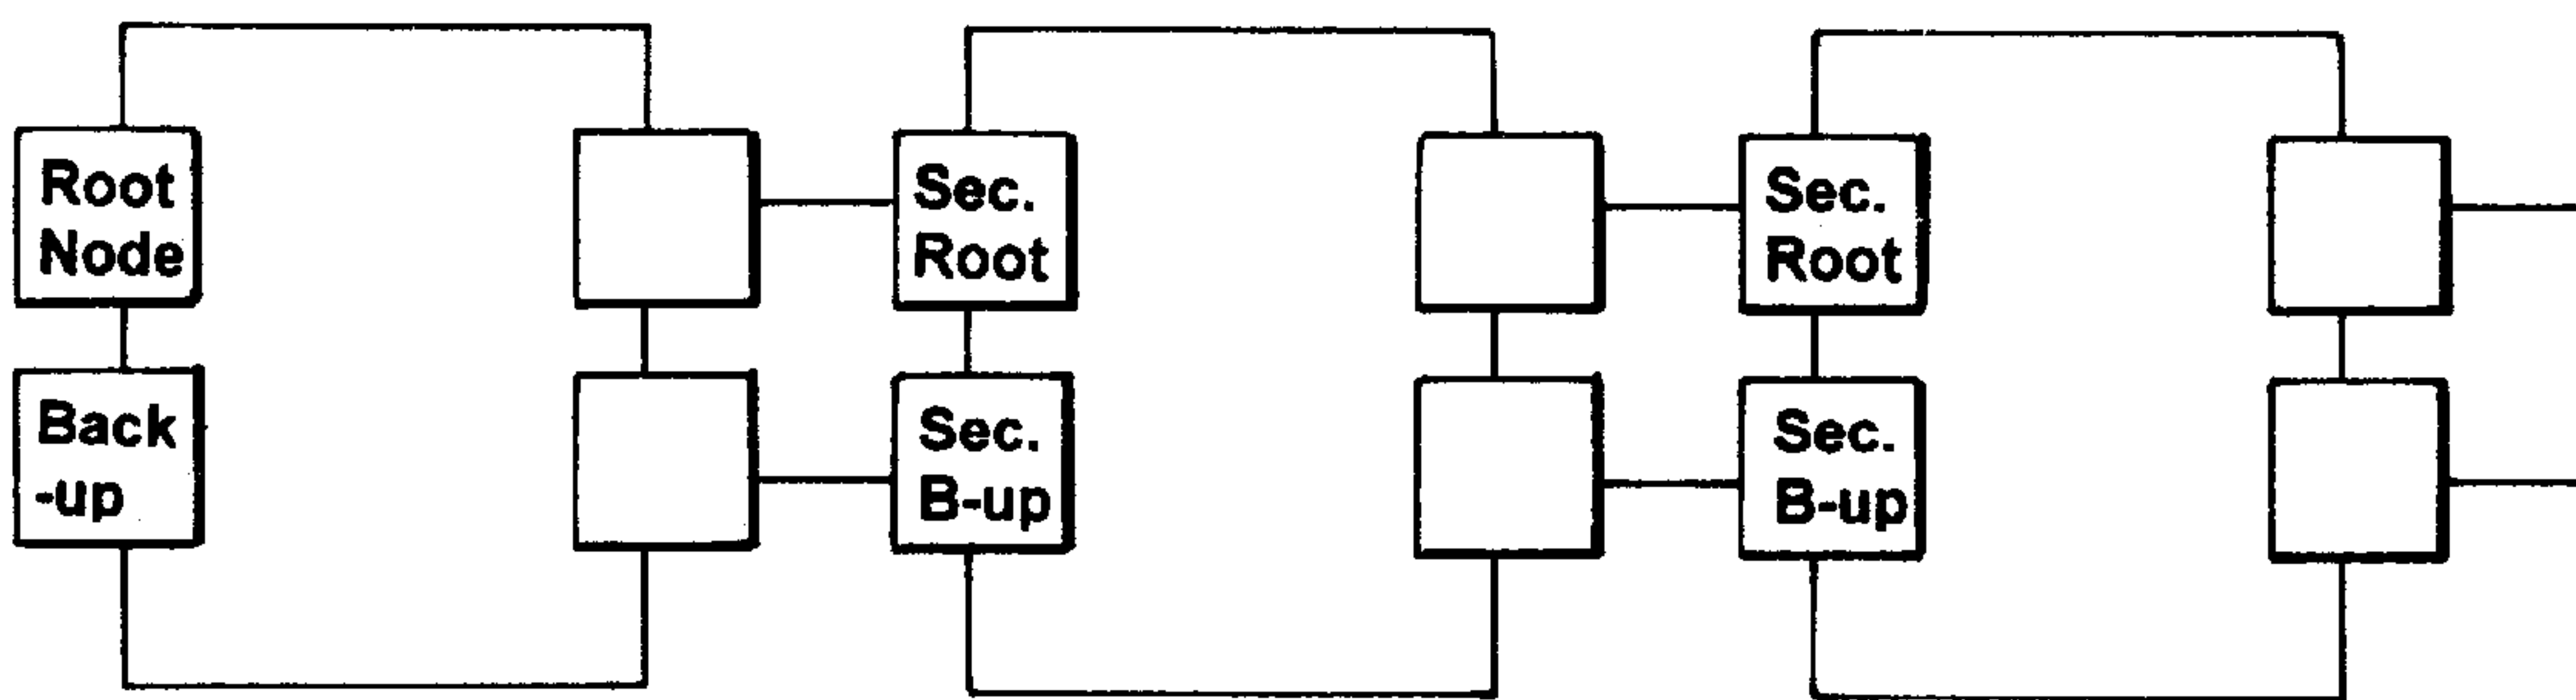 Root
Node
Sec.
Root
Sec.
Root
Back
-up
Sec.
B-up
Sec.
B-up